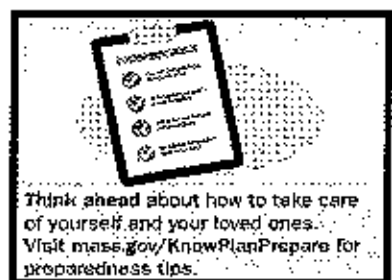 Think ahead about how to take care
of yourself and your loved ones.
Visit mass.gov/KnowPlanPrepare for
preparedness tips.